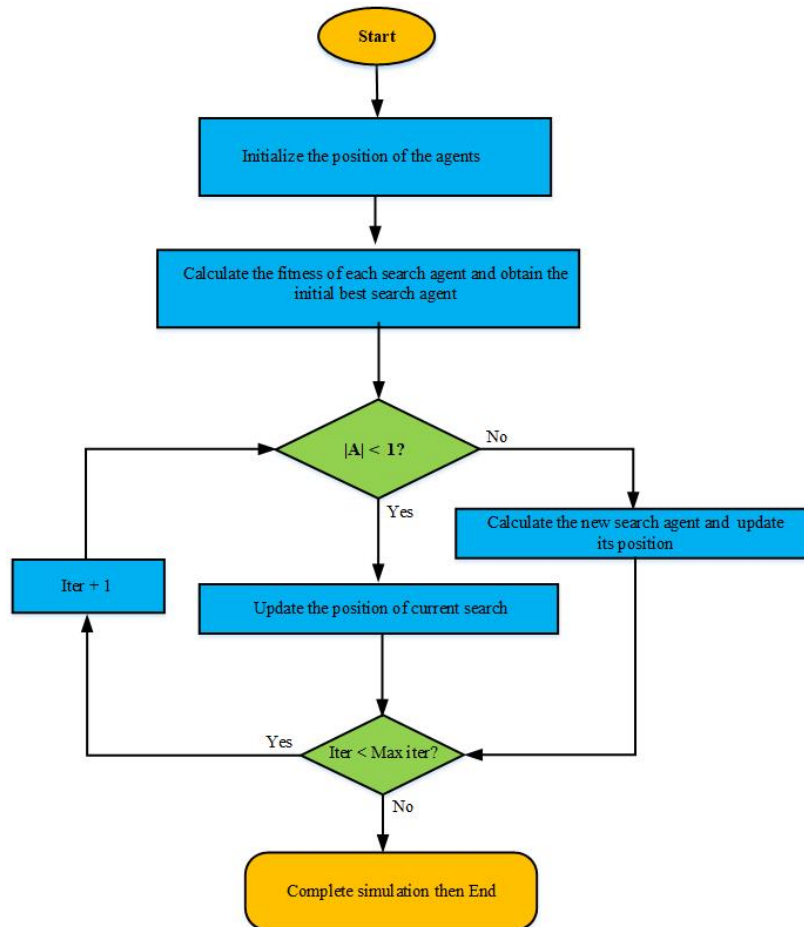 Start
Initialize the position of the agents
Calculate the fitness of each search agent and obtain the
initial best search agent
|A| < 1?
No
Yes
Calculate the new search agent and update
its position
Iter + 1
Update the position of current search
Yes
Iter < Max iter?
No
Complete simulation then End